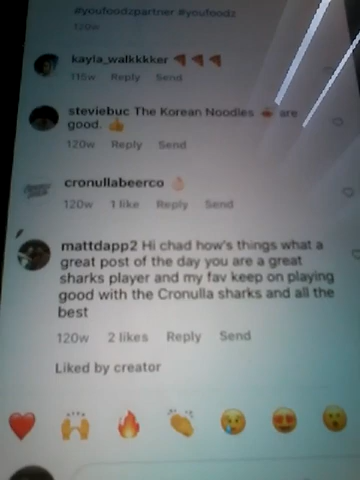 #youfoodzpartner #youfoodz
120w
kayla_walkkkker 🍕 🍕 🍕
115w Reply Send
steviebuc The Korean Noodles 🍜 are
good. 👍
120w Reply Send
cronullabeerco 👌
120w 1 like Reply Send
mattdapp2 Hi chad how's things what a
great post of the day you are a great
sharks player and my fav keep on playing
good with the Cronulla sharks and all the
best
120w 2 likes Reply Send
Liked by creator